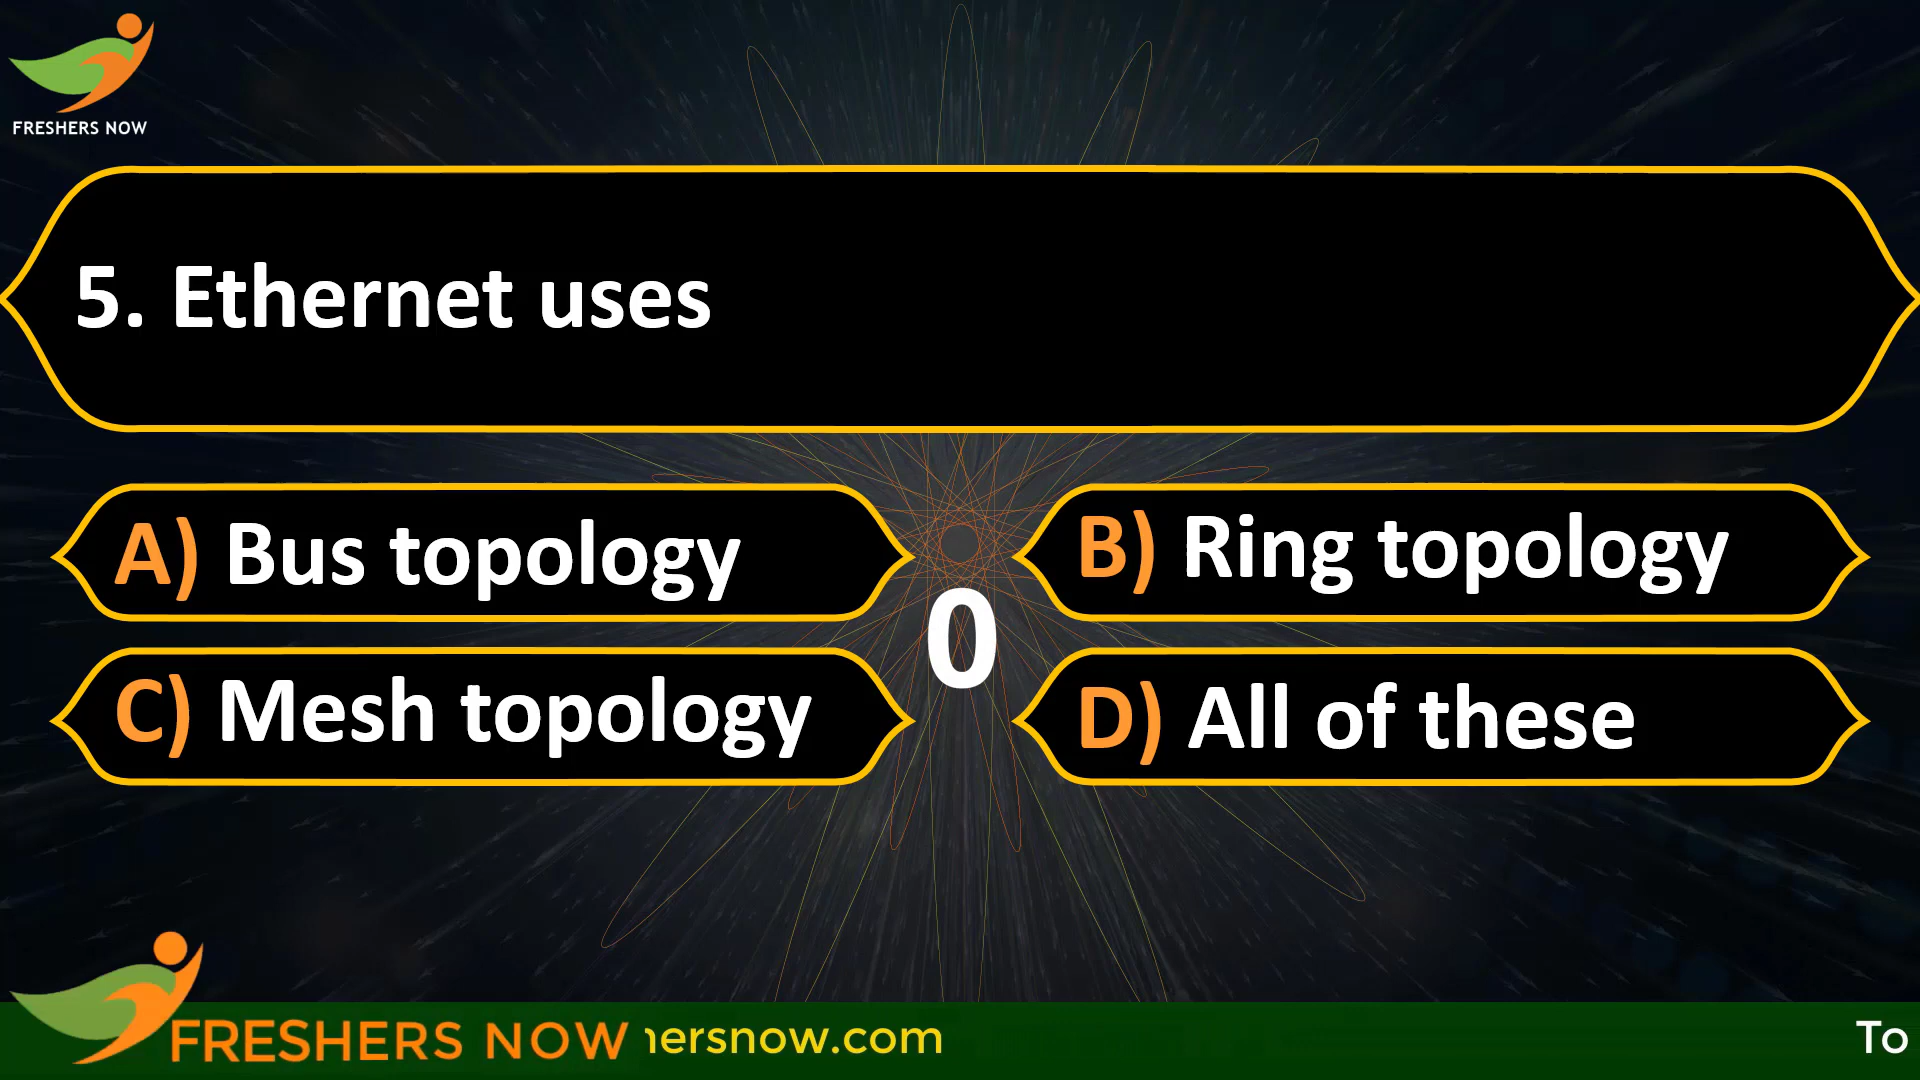 FRESHERS NOW
5. Ethernet uses
A) Bus topology
B) Ring topology
0
C) Mesh topology
D) All of these
FRESHERS NOW
hersnow.com
To